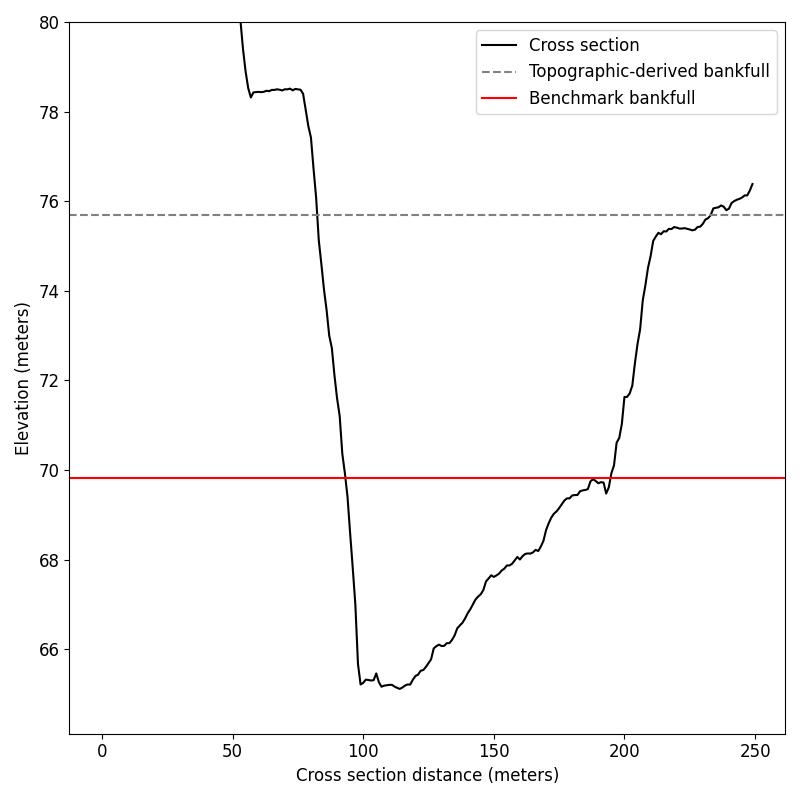 80
78
76
74
72
70
68
66
Elevation (meters)
Cross section
Topographic-derived bankfull
Benchmark bankfull
0 50 100 150 200 250
Cross section distance (meters)